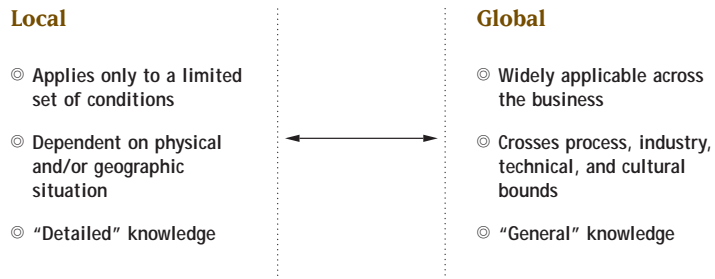 Local
◎ Applies only to a limited
set of conditions
◎ Dependent on physical
and/or geographic
situation
◎ “Detailed” knowledge
Global
◎ Widely applicable across
the business
◎ Crosses process, industry,
technical, and cultural
bounds
◎ “General” knowledge